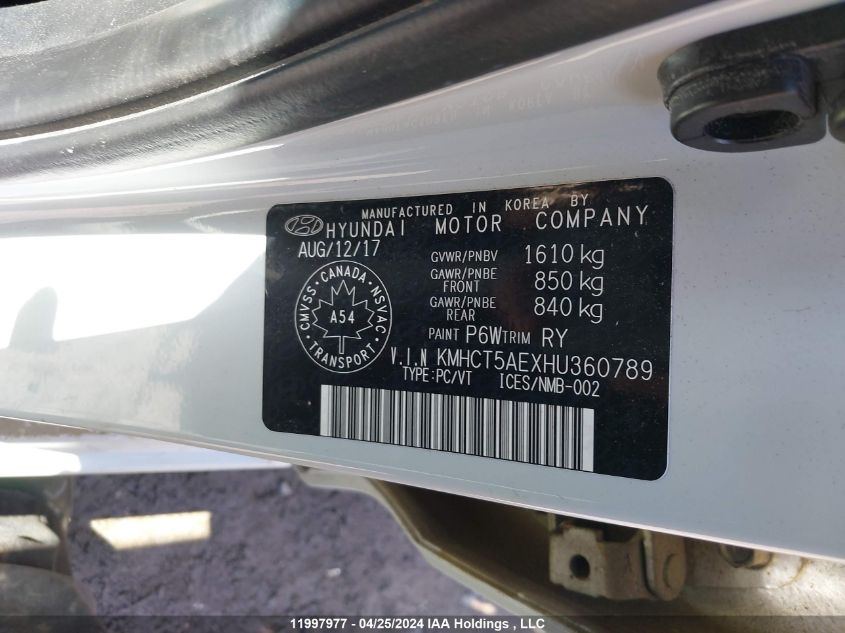 MANUFACTURED IN KOREA BY
HYUNDAI MOTOR COMPANY
AUG/12/17
GVWR/PNBV 1610 kg
GAWR/PNBE FRONT 850 kg
GAWR/PNBE REAR 840 kg
CMVSS · CANADA · NSVAC
A54
TRANSPORT
PAINT P6W TRIM RY
V.I.N KMHCT5AEXHU360789
TYPE:PC/VT ICES/NMB-002
11997977 - 04/25/2024 IAA Holdings, LLC